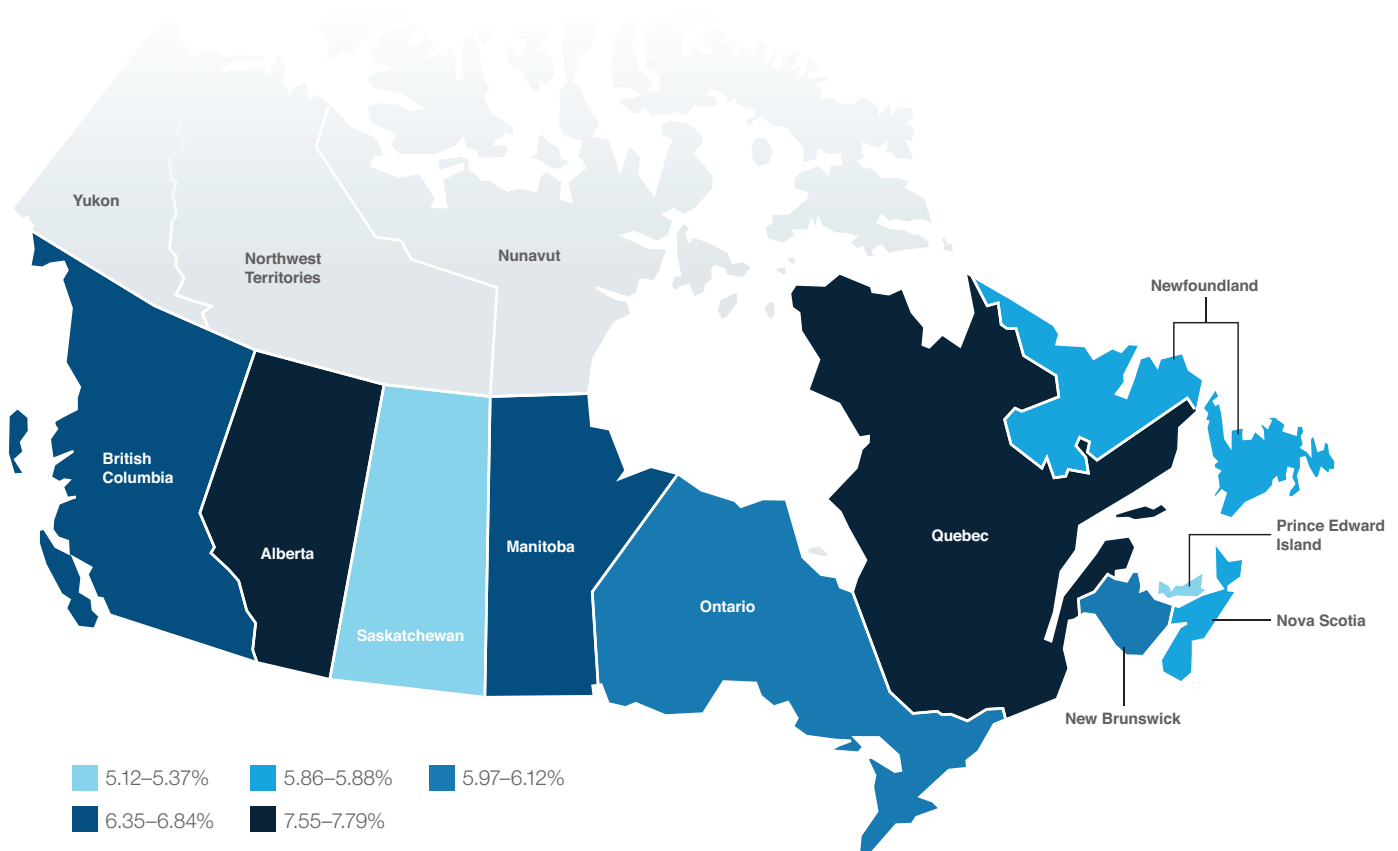 Yukon
Northwest
Territories
Nunavut
Newfoundland
British
Columbia
Alberta
Saskatchewan
Manitoba
Ontario
Quebec
Prince Edward
Island
Nova Scotia
New Brunswick
5.12–5.37%
5.86–5.88%
5.97–6.12%
6.35–6.84%
7.55–7.79%